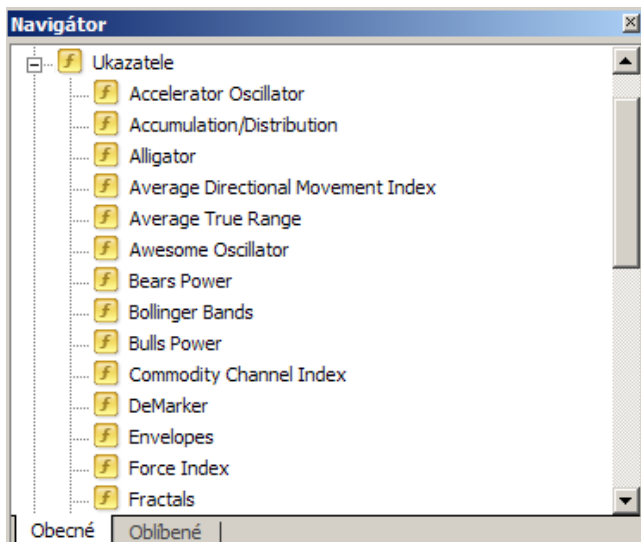 Navigátor
Ukazatele
Accelerator Oscillator
Accumulation/Distribution
Alligator
Average Directional Movement Index
Average True Range
Awesome Oscillator
Bears Power
Bollinger Bands
Bulls Power
Commodity Channel Index
DeMarker
Envelopes
Force Index
Fractals
Obecné Oblíbené